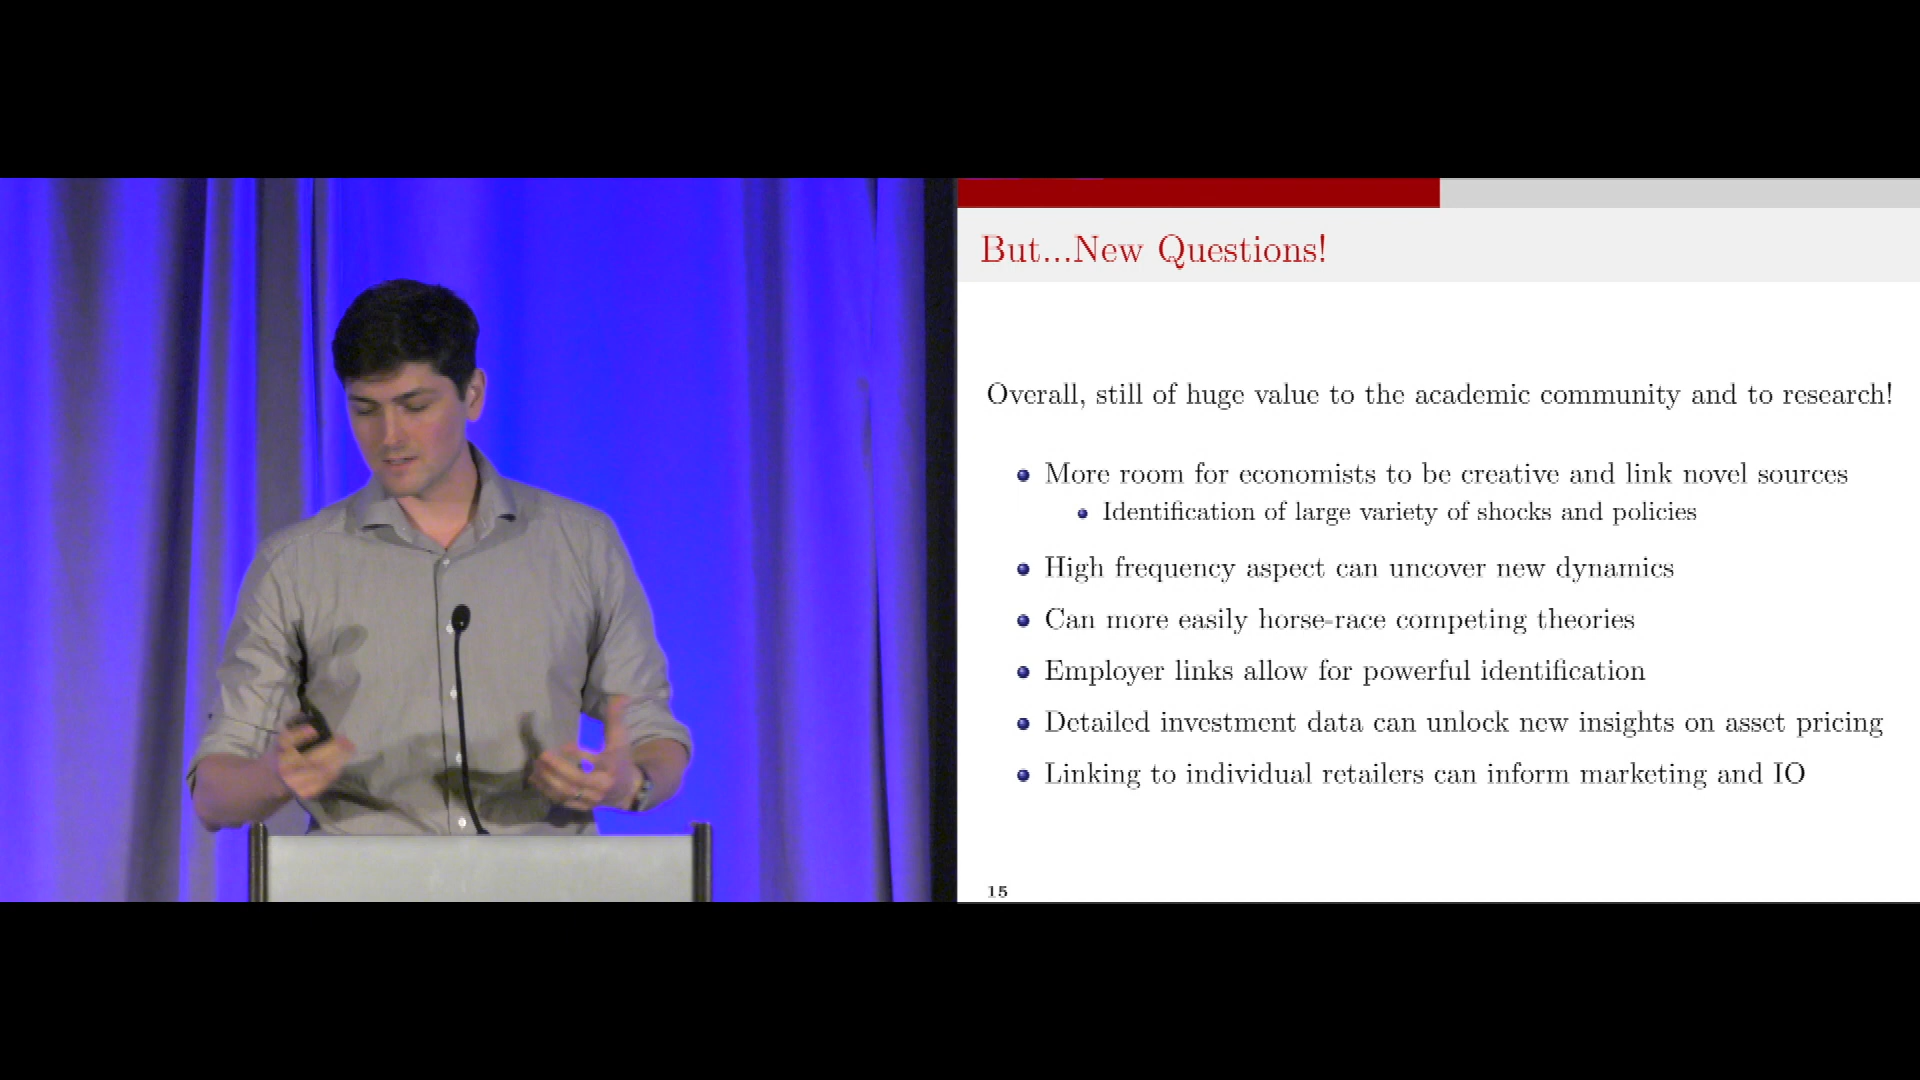 But...New Questions!
Overall, still of huge value to the academic community and to research!
More room for economists to be creative and link novel sources
Identification of large variety of shocks and policies
High frequency aspect can uncover new dynamics
Can more easily horse-race competing theories
Employer links allow for powerful identification
Detailed investment data can unlock new insights on asset pricing
Linking to individual retailers can inform marketing and IO
15